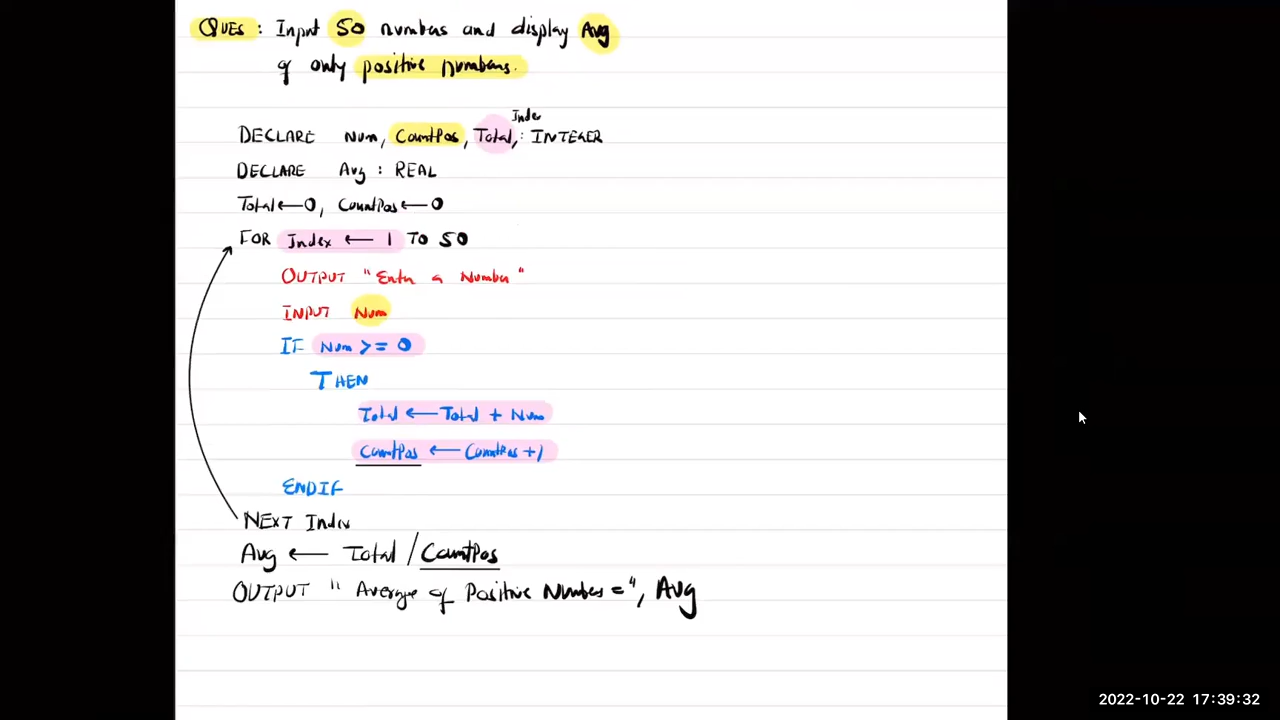 QUES : Input 50 numbers and display Avg
of only positive numbers.
Index
DECLARE Num, CountPos, Total, : INTEGER
DECLARE Avg : REAL
Total ← 0, CountPos ← 0
FOR Index ← 1 TO 50
OUTPUT "Enter a Number"
INPUT Num
IF Num >= 0
THEN
Total ← Total + Num
CountPos ← CountPos + 1
ENDIF
NEXT Index
Avg ← Total / CountPos
OUTPUT "Average of Positive Number = ", Avg
2022-10-22 17:39:32